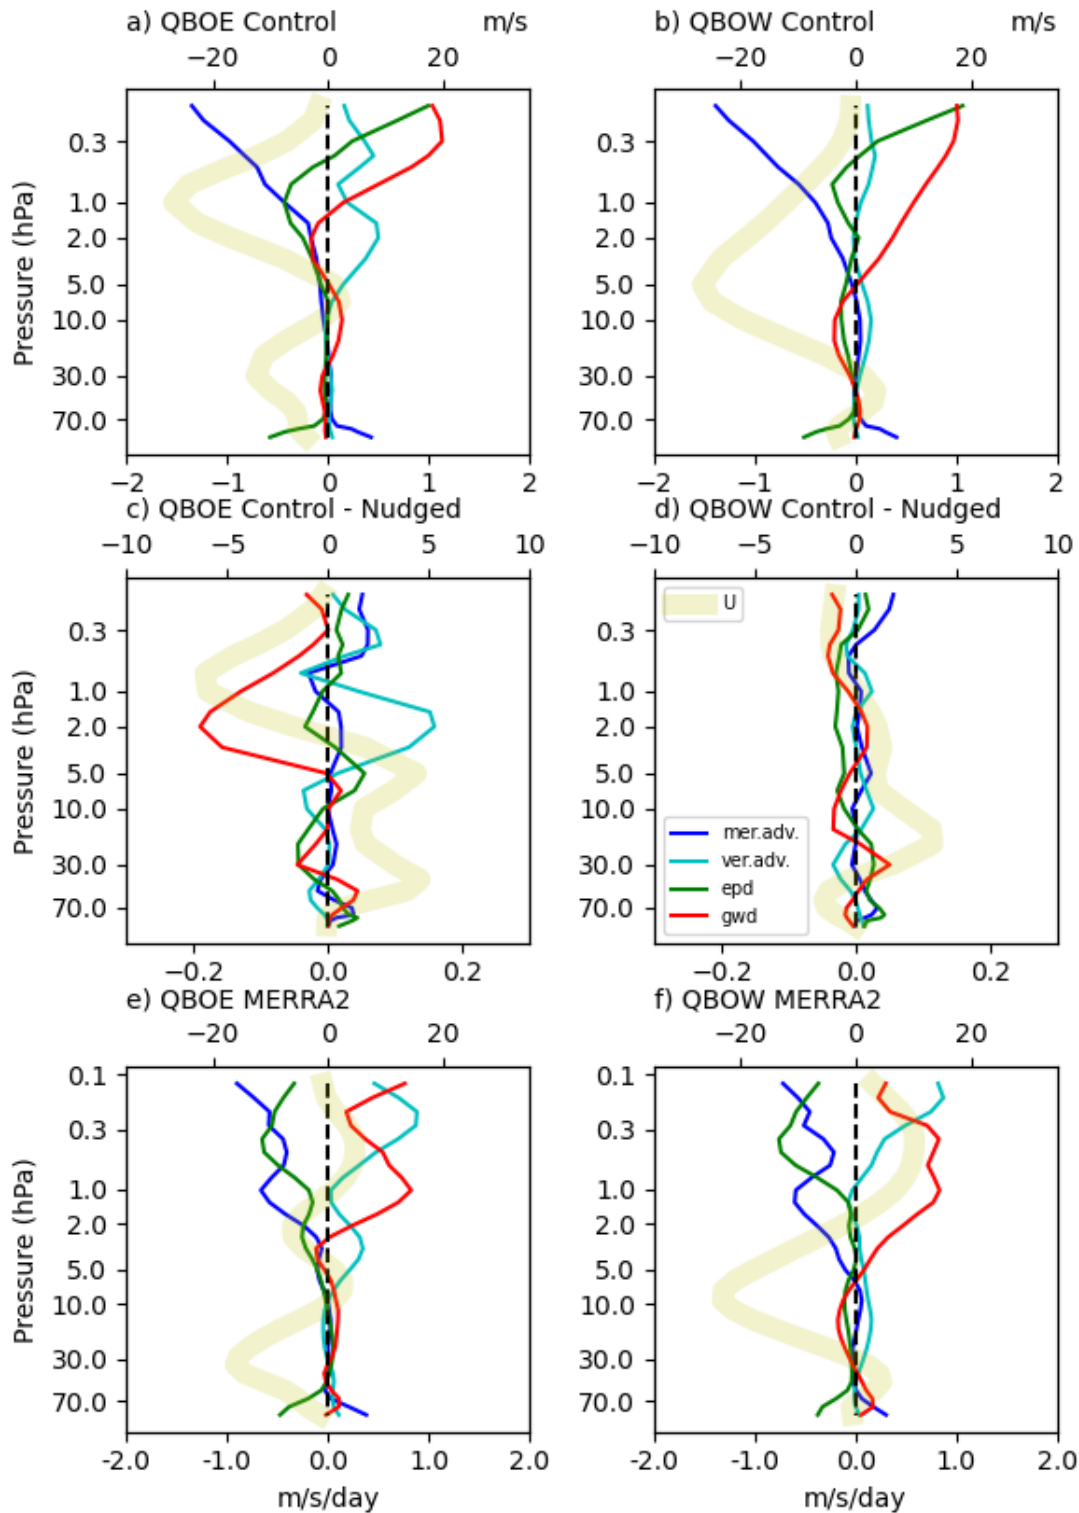 a) QBOE Control m/s
b) QBOW Control m/s
−20 0 20
−20 0 20
Pressure (hPa)
0.3
1.0
2.0
5.0
10.0
30.0
70.0
0.3
1.0
2.0
5.0
10.0
30.0
70.0
−2 −1 0 1 2
−2 −1 0 1 2
c) QBOE Control - Nudged
d) QBOW Control - Nudged
−10 −5 0 5 10
−10 −5 0 5 10
Pressure (hPa)
0.3
1.0
2.0
5.0
10.0
30.0
70.0
U
0.3
1.0
2.0
5.0
10.0
30.0
70.0
mer.adv.
ver.adv.
epd
gwd
−0.2 0.0 0.2
−0.2 0.0 0.2
e) QBOE MERRA2
f) QBOW MERRA2
−20 0 20
−20 0 20
Pressure (hPa)
0.1
0.3
1.0
2.0
5.0
10.0
30.0
70.0
0.1
0.3
1.0
2.0
5.0
10.0
30.0
70.0
-2.0 -1.0 0.0 1.0 2.0
-2.0 -1.0 0.0 1.0 2.0
m/s/day
m/s/day